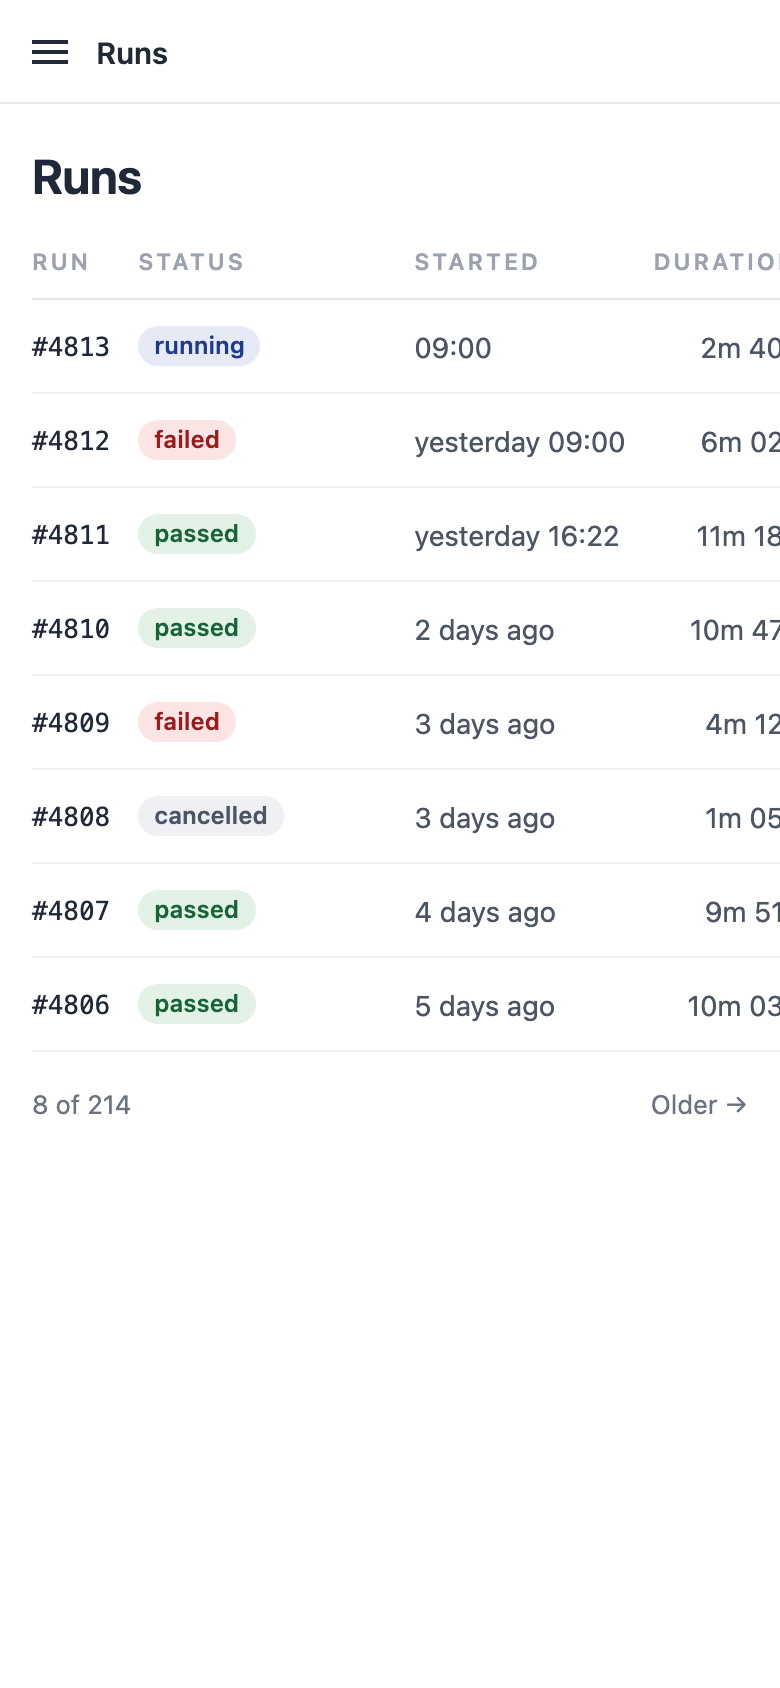 Runs
Runs
RUN STATUS STARTED DURATIO
#4813 running 09:00 2m 40
#4812 failed yesterday 09:00 6m 02
#4811 passed yesterday 16:22 11m 18
#4810 passed 2 days ago 10m 47
#4809 failed 3 days ago 4m 12
#4808 cancelled 3 days ago 1m 05
#4807 passed 4 days ago 9m 51
#4806 passed 5 days ago 10m 03
8 of 214 Older →